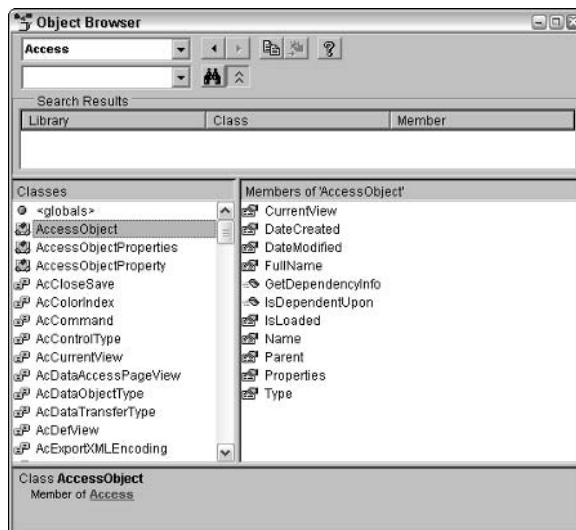 Object Browser
Access
Search Results
Library Class Member
Classes
<globals>
AccessObject
AccessObjectProperties
AccessObjectProperty
AcCloseSave
AcColorIndex
AcCommand
AcControlType
AcCurrentView
AcDataAccessPageView
AcDataObjectType
AcDataTransferType
AcDefView
AcExportXMLEncoding
Members of 'AccessObject'
CurrentView
DateCreated
DateModified
FullName
GetDependencyInfo
IsDependentUpon
IsLoaded
Name
Parent
Properties
Type
Class AccessObject
Member of Access